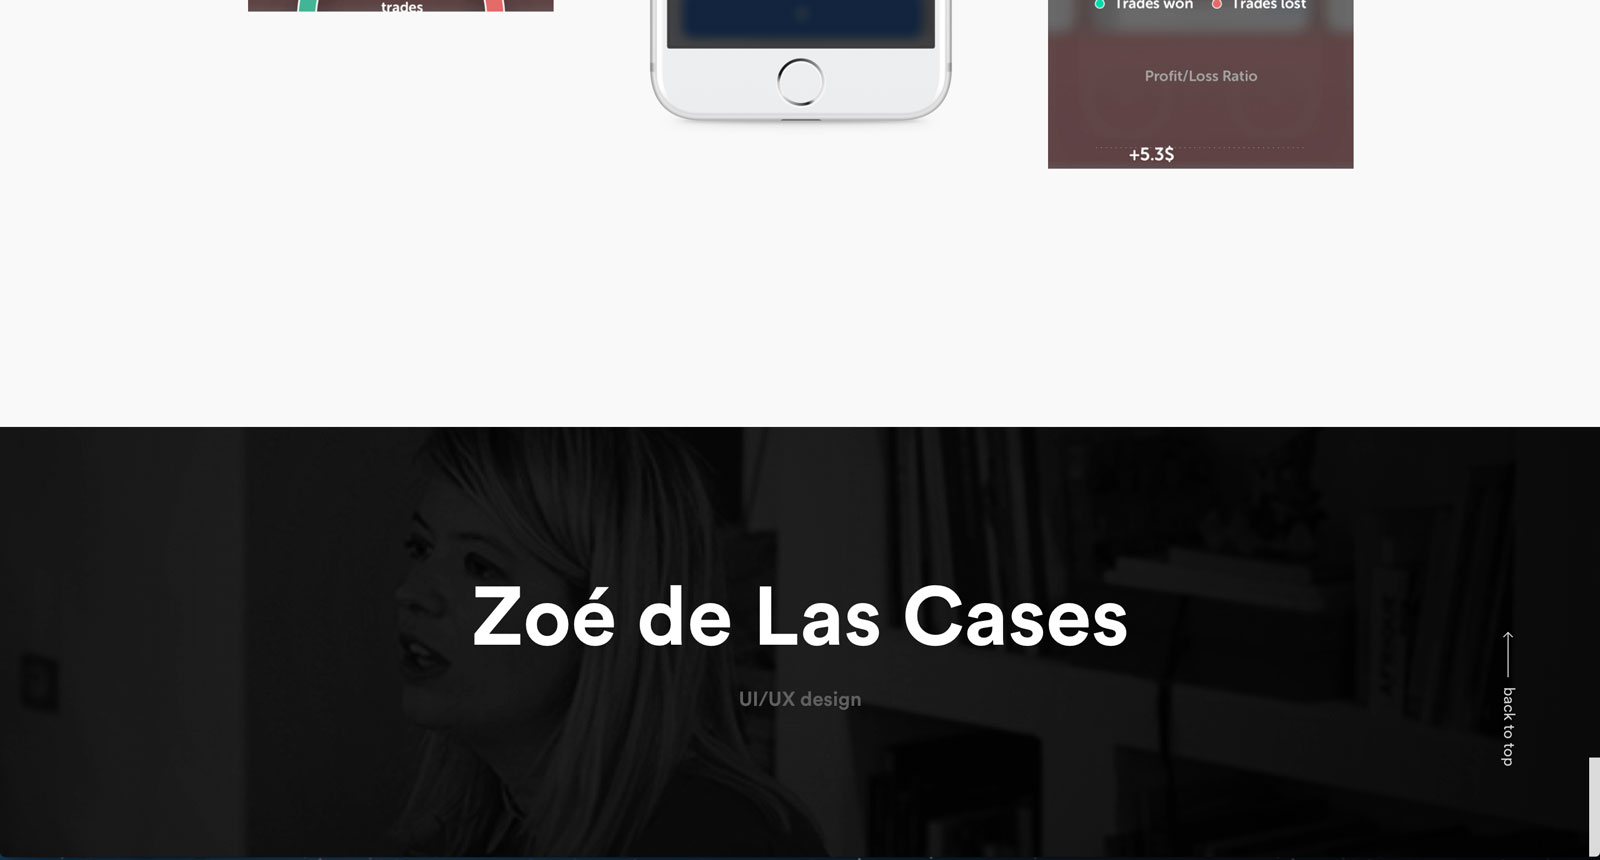 trades
Trades won Trades lost
Profit/Loss Ratio
+5.3$
Zoé de Las Cases
UI/UX design
back to top